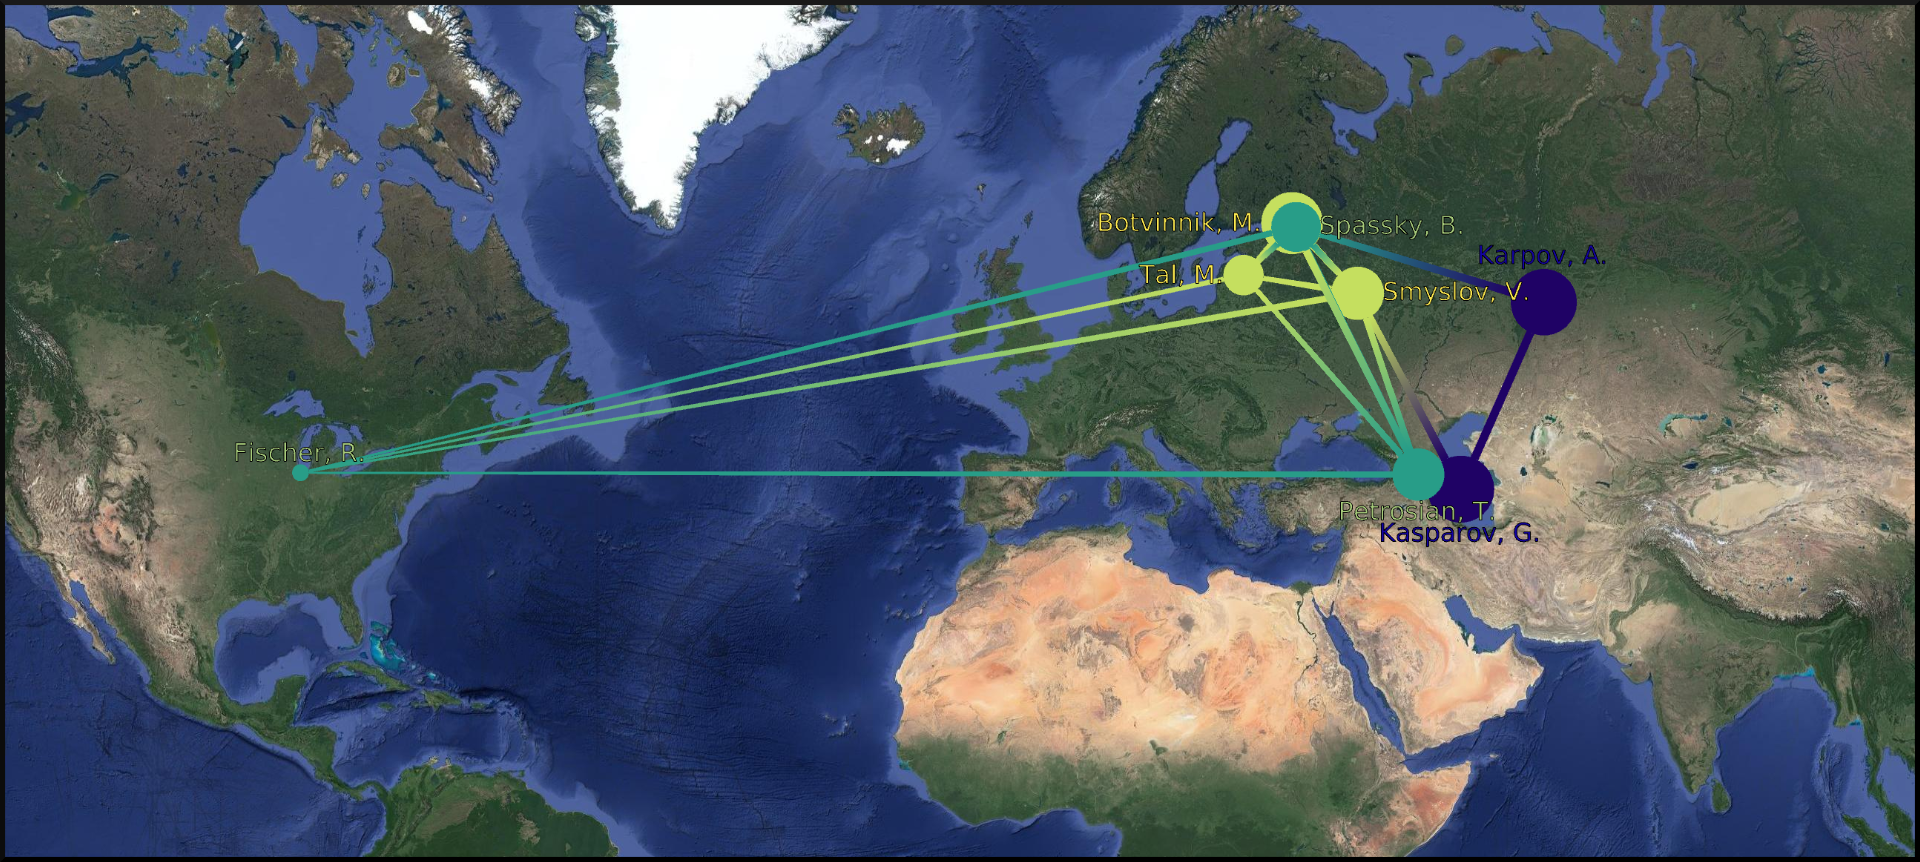 Botvinnik, M.
Spassky, B.
Karpov, A.
Tal, M.
Smyslov, V.
Fischer, R.
Petrosian, T.
Kasparov, G.